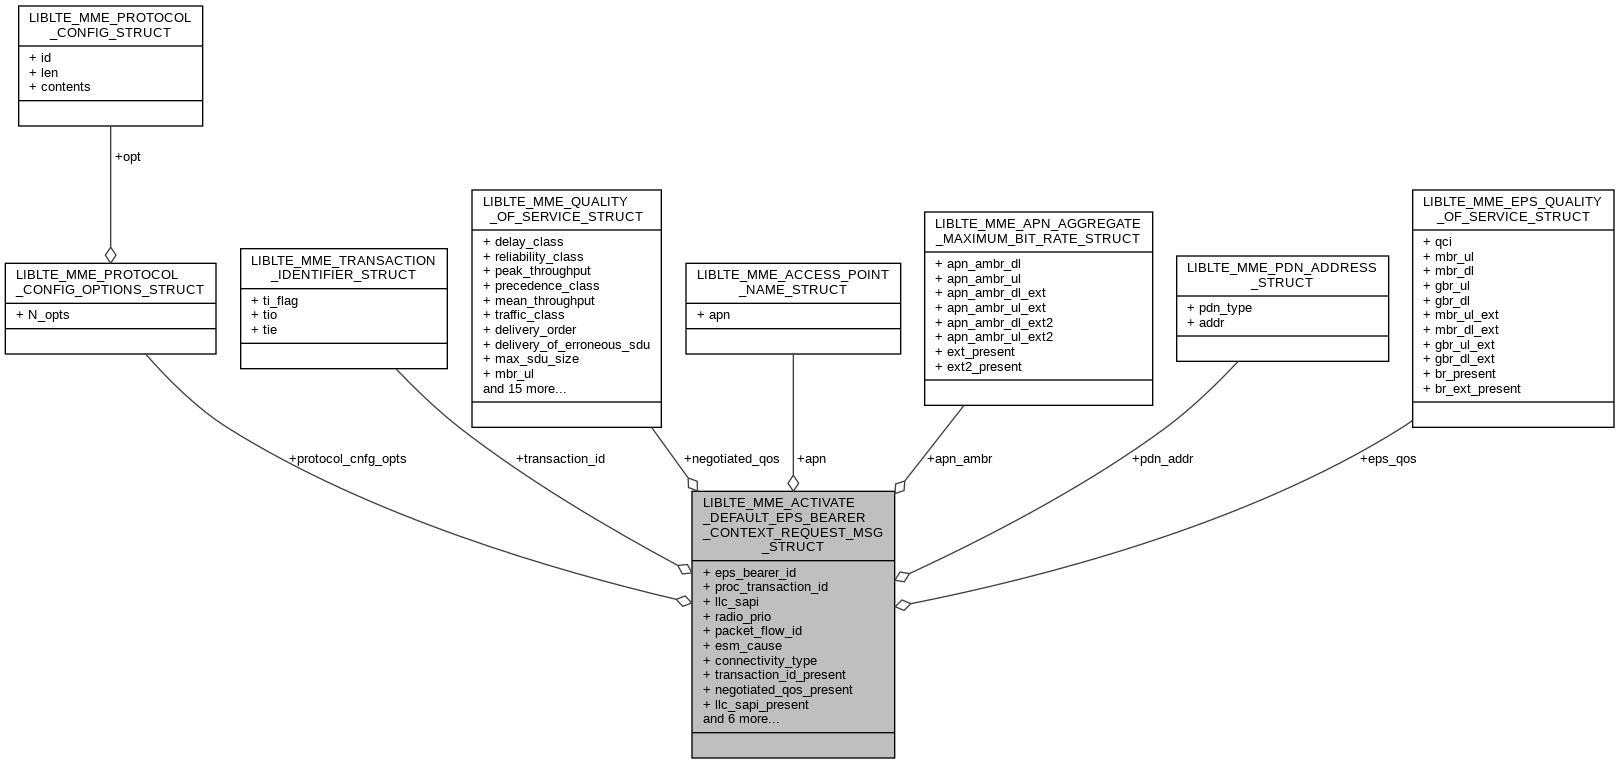 LIBLTE_MME_PROTOCOL
_CONFIG_STRUCT
+ id
+ len
+ contents
+opt
LIBLTE_MME_PROTOCOL
_CONFIG_OPTIONS_STRUCT
+ N_opts
LIBLTE_MME_TRANSACTION
_IDENTIFIER_STRUCT
+ ti_flag
+ tio
+ tie
LIBLTE_MME_QUALITY
_OF_SERVICE_STRUCT
+ delay_class
+ reliability_class
+ peak_throughput
+ precedence_class
+ mean_throughput
+ traffic_class
+ delivery_order
+ delivery_of_erroneous_sdu
+ max_sdu_size
+ mbr_ul
and 15 more...
LIBLTE_MME_ACCESS_POINT
_NAME_STRUCT
+ apn
LIBLTE_MME_APN_AGGREGATE
_MAXIMUM_BIT_RATE_STRUCT
+ apn_ambr_dl
+ apn_ambr_ul
+ apn_ambr_dl_ext
+ apn_ambr_ul_ext
+ apn_ambr_dl_ext2
+ apn_ambr_ul_ext2
+ ext_present
+ ext2_present
LIBLTE_MME_PDN_ADDRESS
_STRUCT
+ pdn_type
+ addr
LIBLTE_MME_EPS_QUALITY
_OF_SERVICE_STRUCT
+ qci
+ mbr_ul
+ mbr_dl
+ gbr_ul
+ gbr_dl
+ mbr_ul_ext
+ mbr_dl_ext
+ gbr_ul_ext
+ gbr_dl_ext
+ br_present
+ br_ext_present
+protocol_cnfg_opts
+transaction_id
+negotiated_qos
+apn
+apn_ambr
+pdn_addr
+eps_qos
LIBLTE_MME_ACTIVATE
_DEFAULT_EPS_BEARER
_CONTEXT_REQUEST_MSG
_STRUCT
+ eps_bearer_id
+ proc_transaction_id
+ llc_sapi
+ radio_prio
+ packet_flow_id
+ esm_cause
+ connectivity_type
+ transaction_id_present
+ negotiated_qos_present
+ llc_sapi_present
and 6 more...